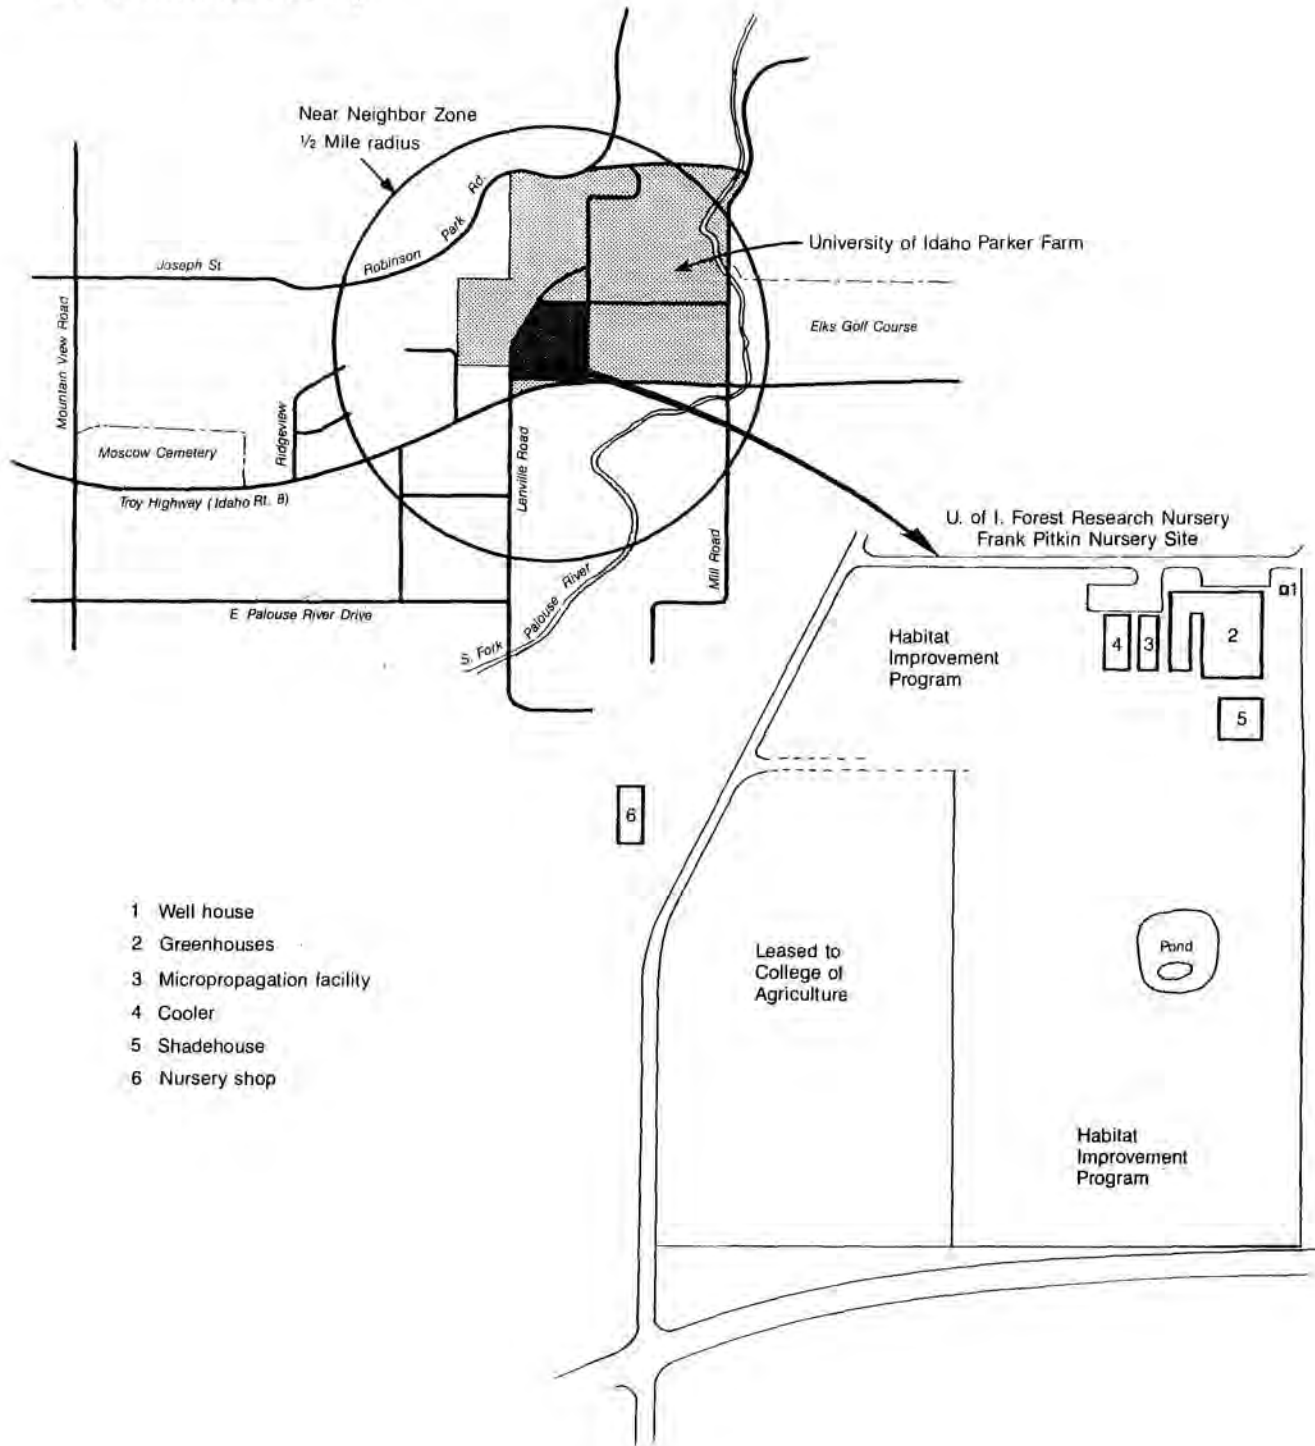 Near Neighbor Zone
½ Mile radius
Robinson Park Rd.
University of Idaho Parker Farm
Joseph St.
Mountain View Road
Elks Golf Course
Ridgeview
Moscow Cemetery
Lenville Road
Troy Highway (Idaho Rt. 8)
Mill Road
U. of I. Forest Research Nursery
Frank Pitkin Nursery Site
E Palouse River Drive
S. Fork Palouse River
1
Habitat
Improvement
Program
4
3
2
5
6
1 Well house
2 Greenhouses
3 Micropropagation facility
4 Cooler
5 Shadehouse
6 Nursery shop
Leased to
College of
Agriculture
Pond
Habitat
Improvement
Program